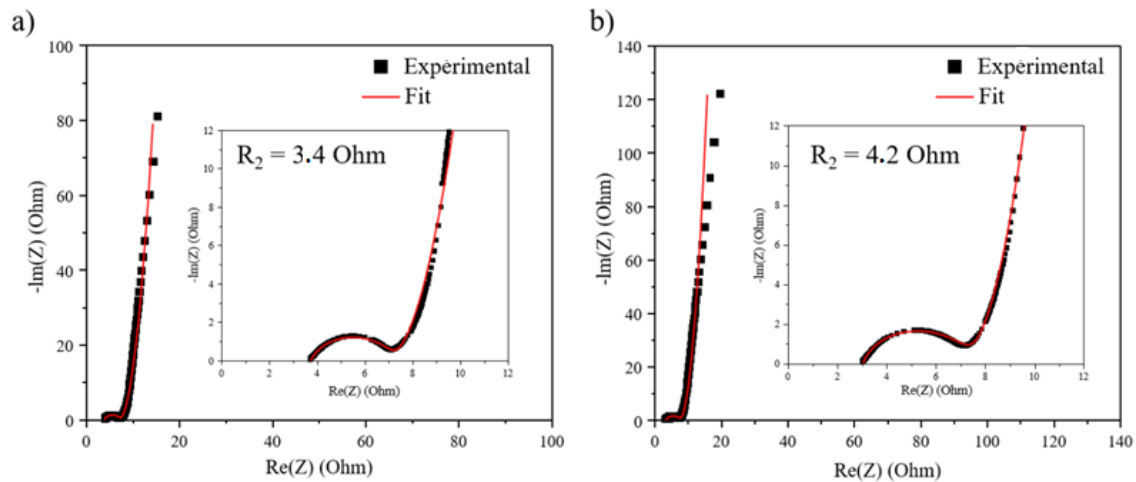 a)
100
80
60
40
20
0
0 20 40 60 80 100
-Im(Z) (Ohm)
Re(Z) (Ohm)
Experimental
Fit
R2 = 3.4 Ohm
12
10
8
6
4
2
0
0 2 4 6 8 10 12
-Im(Z) (Ohm)
Re(Z) (Ohm)
b)
140
120
100
80
60
40
20
0
0 20 40 60 80 100 120 140
-Im(Z) (Ohm)
Re(Z) (Ohm)
Experimental
Fit
R2 = 4.2 Ohm
12
10
8
6
4
2
0
0 2 4 6 8 10 12
-Im(Z) (Ohm)
Re(Z) (Ohm)